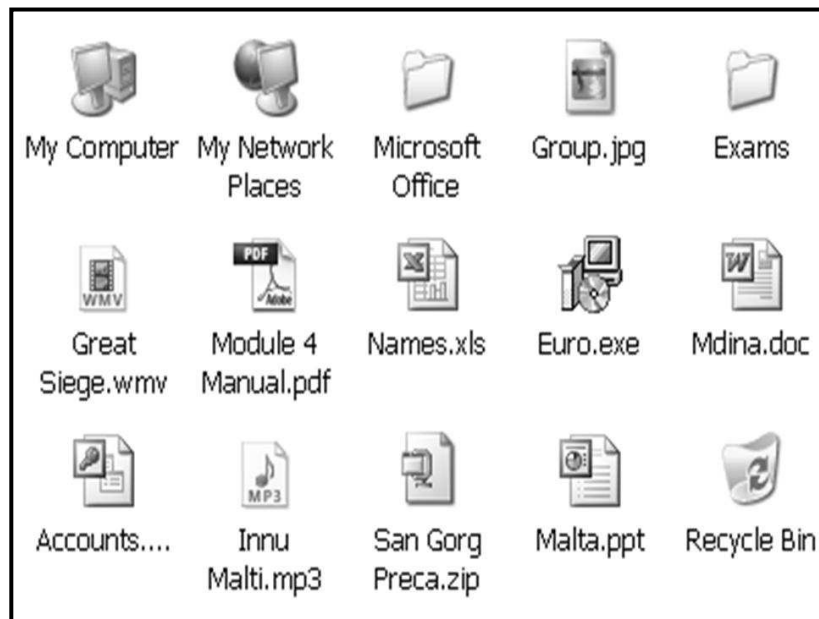 My Computer My Network Places Microsoft Office Group.jpg Exams
WMV PDF Adobe X W
Great Siege.wmv Module 4 Manual.pdf Names.xls Euro.exe Mdina.doc
MP3
Accounts.... Innu Malti.mp3 San Gorg Preca.zip Malta.ppt Recycle Bin